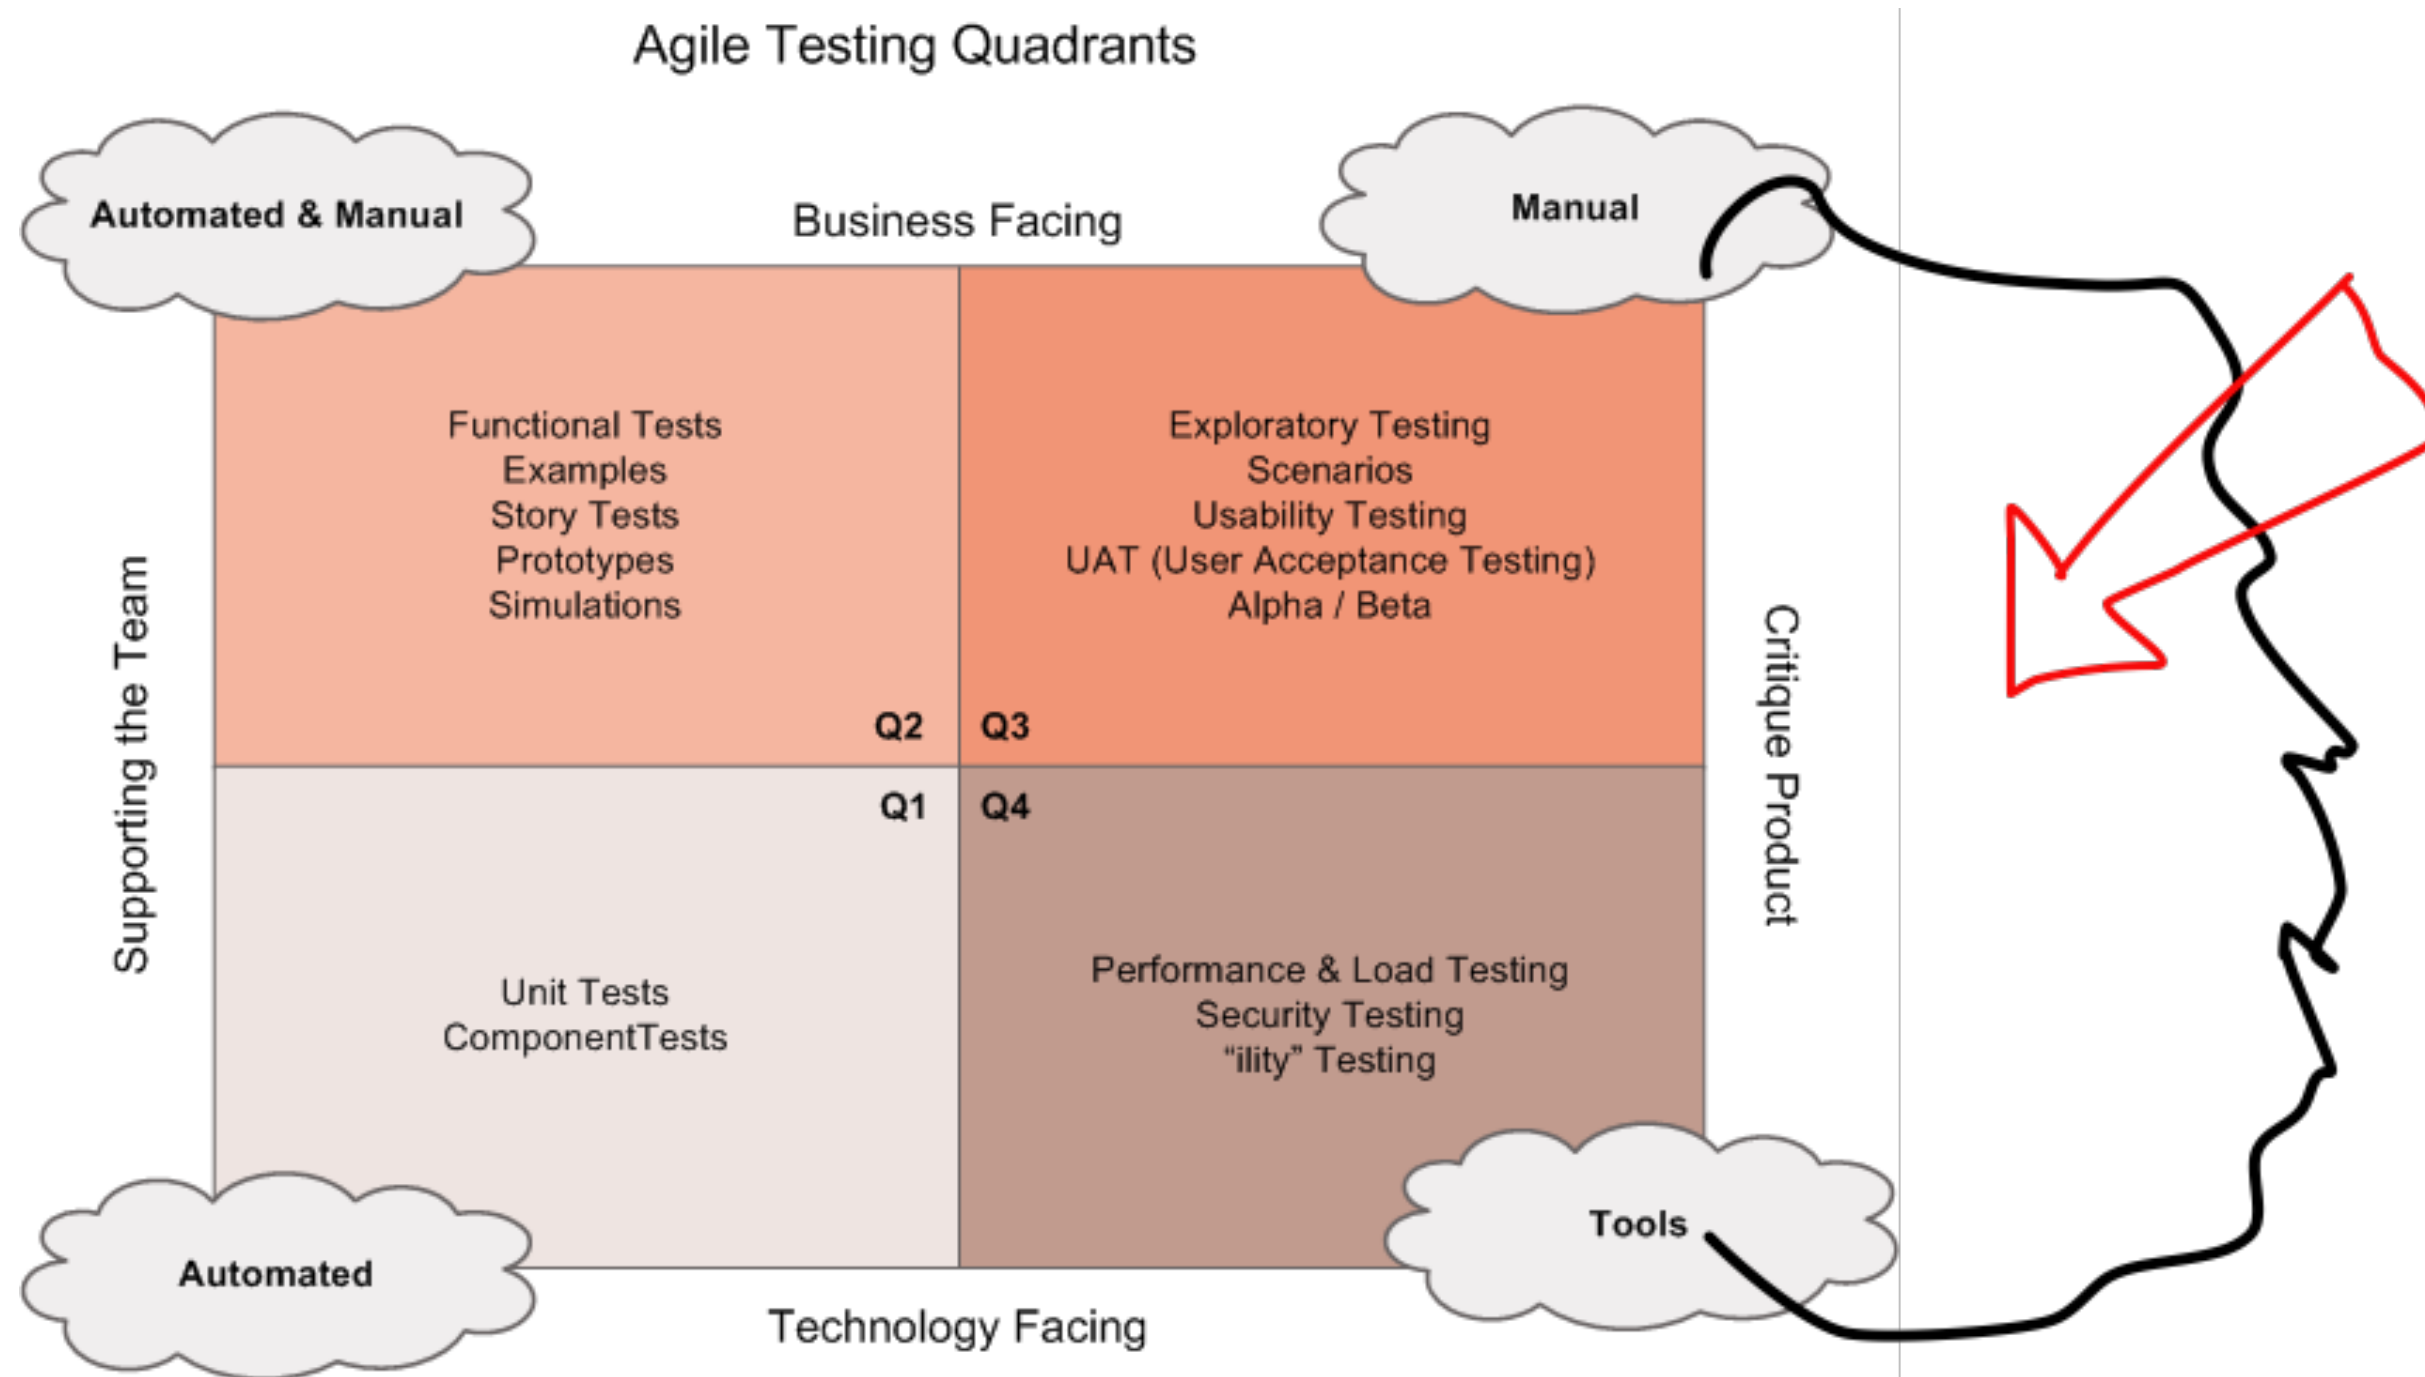 Agile Testing Quadrants
Automated & Manual
Business Facing
Manual
Functional Tests
Examples
Story Tests
Prototypes
Simulations
Exploratory Testing
Scenarios
Usability Testing
UAT (User Acceptance Testing)
Alpha / Beta
Supporting the Team
Critique Product
Q2
Q3
Q1
Q4
Unit Tests
ComponentTests
Performance & Load Testing
Security Testing
“ility” Testing
Automated
Tools
Technology Facing